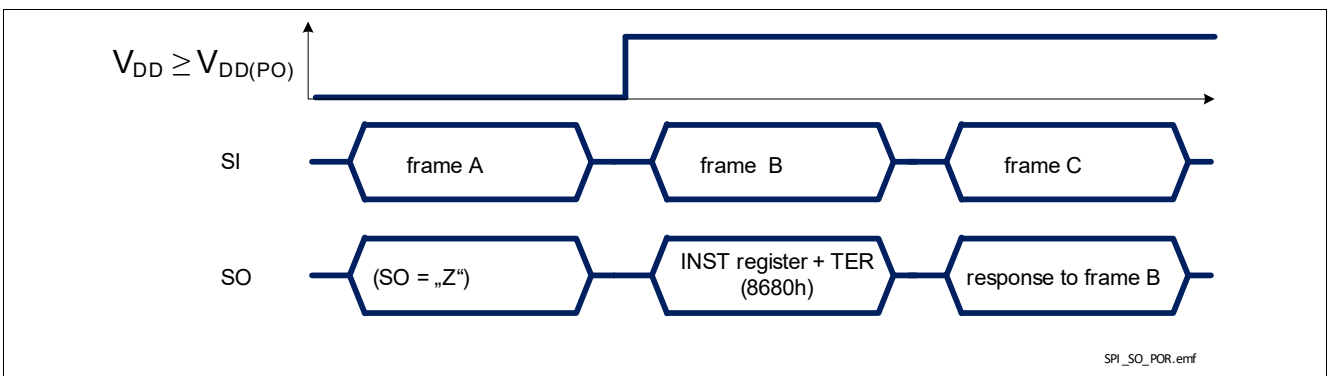 VDD ≥ VDD(PO)
SI
frame A
frame B
frame C
SO
(SO = „Z“)
INST register + TER
(8680h)
response to frame B
SPI_SO_POR.emf